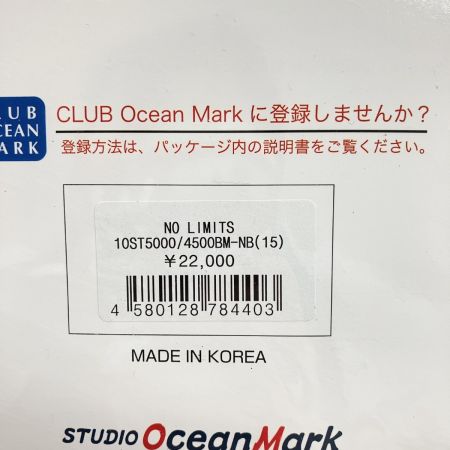 LUB
CEAN
ARK
CLUB Ocean Mark に登録しませんか？
登録方法は、パッケージ内の説明書をご覧ください。
NO LIMITS
10ST5000/4500BM-NB(15)
￥22,000
4 580128 784403
MADE IN KOREA
STUDIO OceanMark